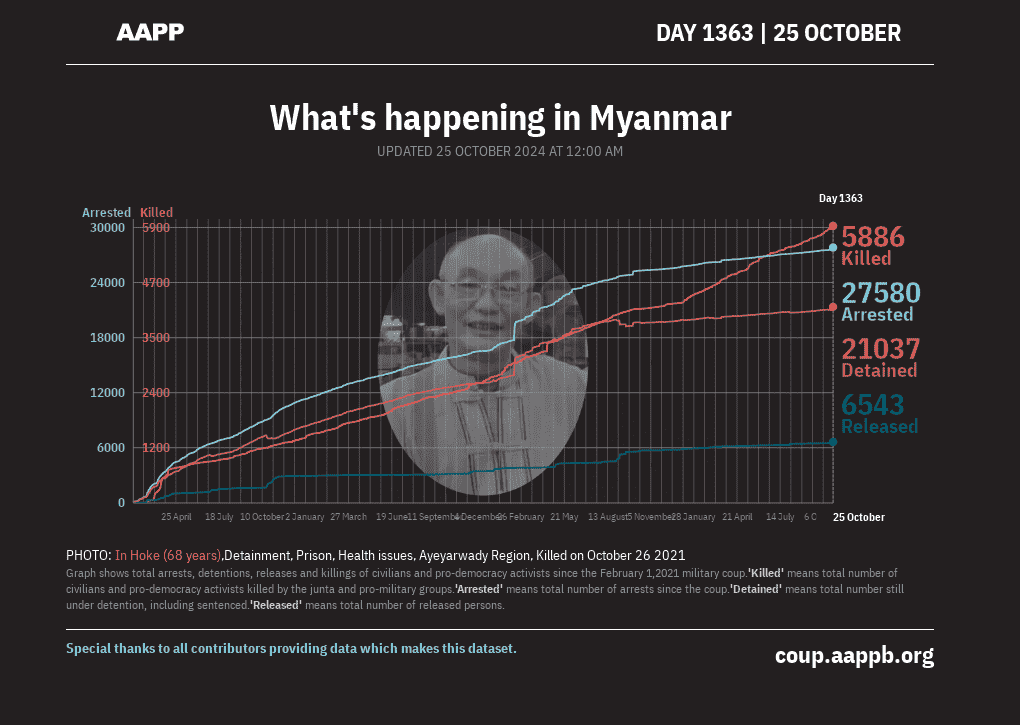 AAPP
DAY 1363 | 25 OCTOBER
What's happening in Myanmar
UPDATED 25 OCTOBER 2024 AT 12:00 AM
Day 1363
Arrested Killed
30000 5900
24000 4700
18000 3500
12000 2400
6000 1200
0
5886
Killed
27580
Arrested
21037
Detained
6543
Released
25 April 18 July 10 October 2 January 27 March 19 June 11 September 4 December 26 February 21 May 13 August 5 November 28 January 21 April 14 July 6 O 25 October
PHOTO: In Hoke (68 years),Detainment, Prison, Health issues, Ayeyarwady Region, Killed on October 26 2021
Graph shows total arrests, detentions, releases and killings of civilians and pro-democracy activists since the February 1,2021 military coup.'Killed' means total number of
civilians and pro-democracy activists killed by the junta and pro-military groups.'Arrested' means total number of arrests since the coup.'Detained' means total number still
under detention, including sentenced.'Released' means total number of released persons.
Special thanks to all contributors providing data which makes this dataset.
coup.aappb.org